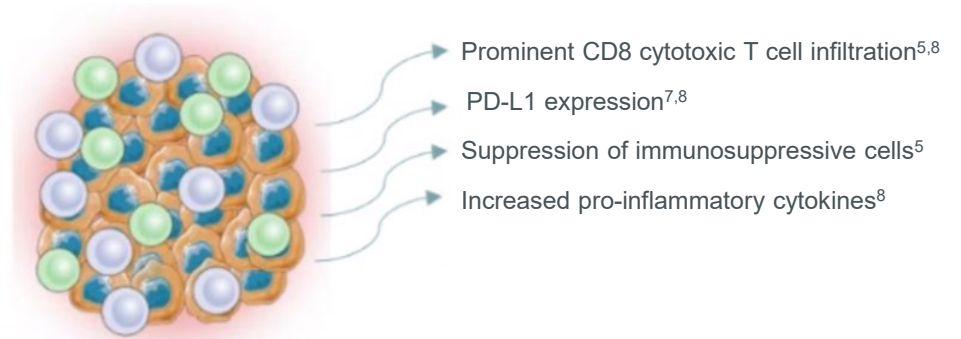 Prominent CD8 cytotoxic T cell infiltration⁵,⁸
PD-L1 expression⁷,⁸
Suppression of immunosuppressive cells⁵
Increased pro-inflammatory cytokines⁸